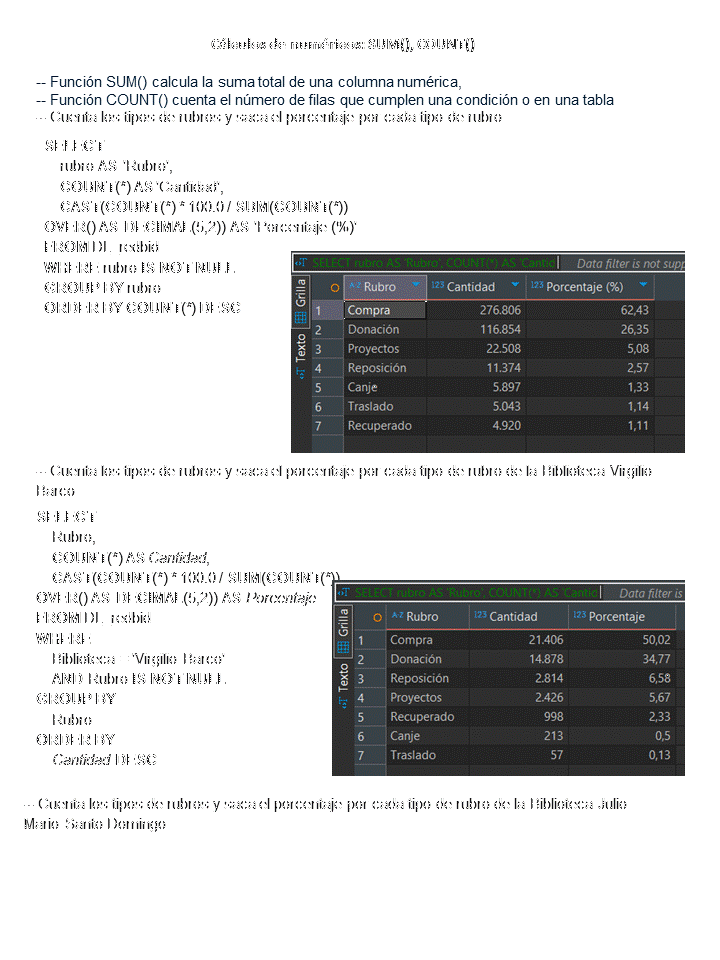 Cálculos de numéricos: SUM(), COUNT()
-- Función SUM() calcula la suma total de una columna numérica,
-- Función COUNT() cuenta el número de filas que cumplen una condición o en una tabla
-- Cuenta los tipos de rubros y saca el porcentaje por cada tipo de rubro
SELECT
rubro AS 'Rubro',
COUNT(*) AS 'Cantidad',
CAST(COUNT(*) * 100.0 / SUM(COUNT(*))
OVER() AS DECIMAL(5,2)) AS 'Porcentaje (%)'
FROM DL_recibio
WHERE rubro IS NOT NULL
GROUP BY rubro
ORDER BY COUNT(*) DESC
SELECT rubro AS 'Rubro', COUNT(*) AS 'Cantid Data filter is not supp
Grilla
Texto
A-Z Rubro 123 Cantidad 123 Porcentaje (%)
1 Compra 276.806 62,43
2 Donación 116.854 26,35
3 Proyectos 22.508 5,08
4 Reposición 11.374 2,57
5 Canje 5.897 1,33
6 Traslado 5.043 1,14
7 Recuperado 4.920 1,11
-- Cuenta los tipos de rubros y saca el porcentaje por cada tipo de rubro de la Biblioteca Virgilio
Barco
SELECT
Rubro,
COUNT(*) AS Cantidad,
CAST(COUNT(*) * 100.0 / SUM(COUNT(*))
OVER() AS DECIMAL(5,2)) AS Porcentaje
FROM DL_recibio
WHERE
Biblioteca = 'Virgilio Barco'
AND Rubro IS NOT NULL
GROUP BY
Rubro
ORDER BY
Cantidad DESC
SELECT rubro AS 'Rubro', COUNT(*) AS 'Cantid Data filter is
Grilla
Texto
A-Z Rubro 123 Cantidad 123 Porcentaje
1 Compra 21.406 50,02
2 Donación 14.878 34,77
3 Reposición 2.814 6,58
4 Proyectos 2.426 5,67
5 Recuperado 998 2,33
6 Canje 213 0,5
7 Traslado 57 0,13
-- Cuenta los tipos de rubros y saca el porcentaje por cada tipo de rubro de la Biblioteca Julio
Mario Santo Domingo